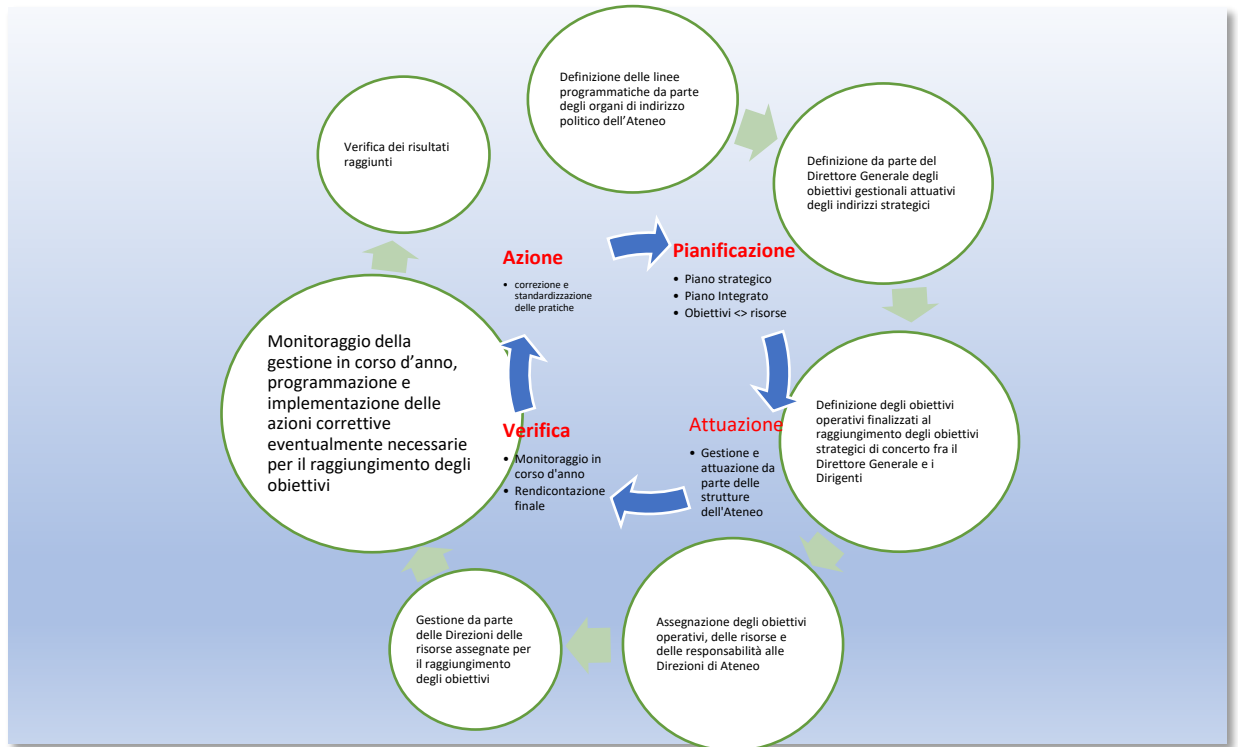 Definizione delle linee
programmatiche da parte
degli organi di indirizzo
politico dell'Ateneo
Definizione da parte del
Direttore Generale degli
obiettivi gestionali attuativi
degli indirizzi strategici
Definizione degli obiettivi
operativi finalizzati al
raggiungimento degli obiettivi
strategici di concerto fra il
Direttore Generale e i
Dirigenti
Assegnazione degli obiettivi
operativi, delle risorse e
delle responsabilità alle
Direzioni di Ateneo
Gestione da parte
delle Direzioni delle
risorse assegnate per
il raggiungimento
degli obiettivi
Monitoraggio della
gestione in corso d'anno,
programmazione e
implementazione delle
azioni correttive
eventualmente necessarie
per il raggiungimento degli
obiettivi
Verifica dei risultati
raggiunti
Pianificazione
• Piano strategico
• Piano Integrato
• Obiettivi <> risorse
Attuazione
• Gestione e
attuazione da
parte delle
strutture
dell'Ateneo
Verifica
• Monitoraggio in
corso d'anno
• Rendicontazione
finale
Azione
• correzione e
standardizzazione
delle pratiche